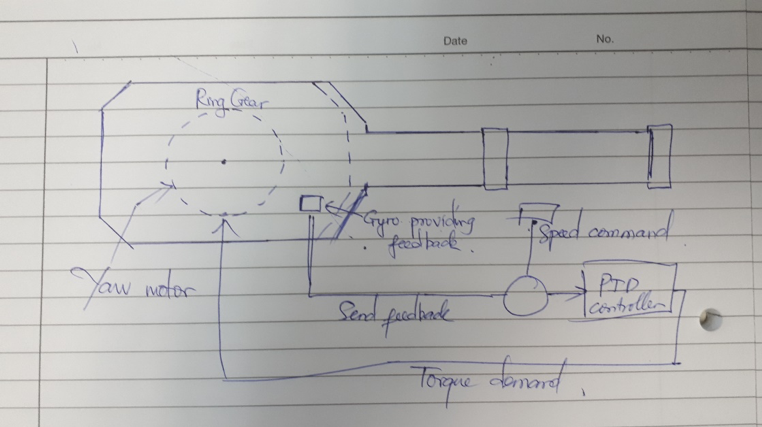 Date
No.
Ring Gear
Gyro providing
feedback.
Speed command
Yaw motor
PID
controller
Send feedback
Torque demand,